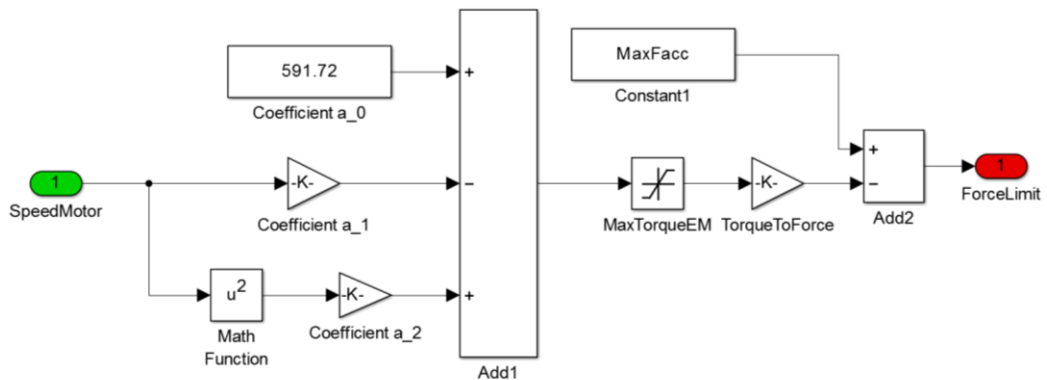 591.72
Coefficient a_0
+
MaxFacc
Constant1
1
SpeedMotor
-K-
Coefficient a_1
−
MaxTorqueEM
-K-
TorqueToForce
+
−
Add2
1
ForceLimit
u²
Math
Function
-K-
Coefficient a_2
+
Add1